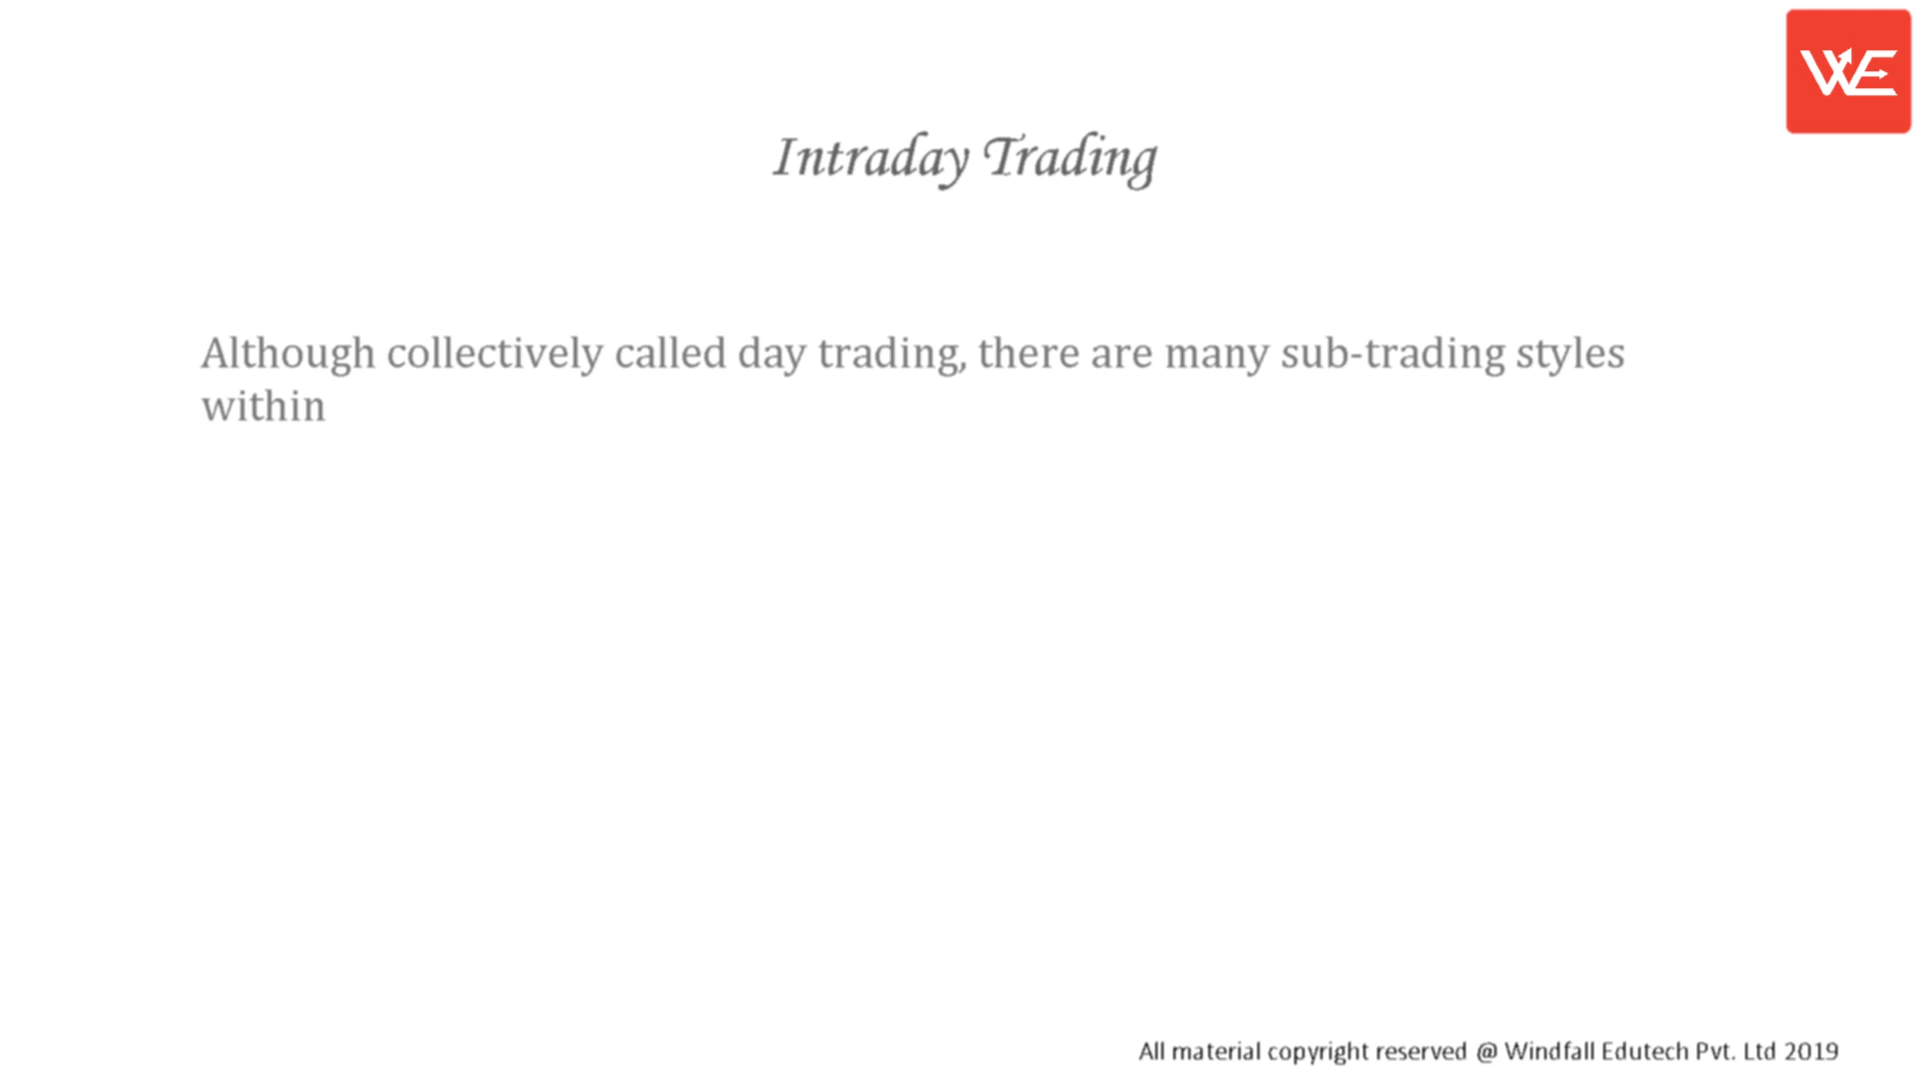 WE
Intraday Trading
Although collectively called day trading, there are many sub-trading styles
within
All material copyright reserved @ Windfall Edutech Pvt. Ltd 2019